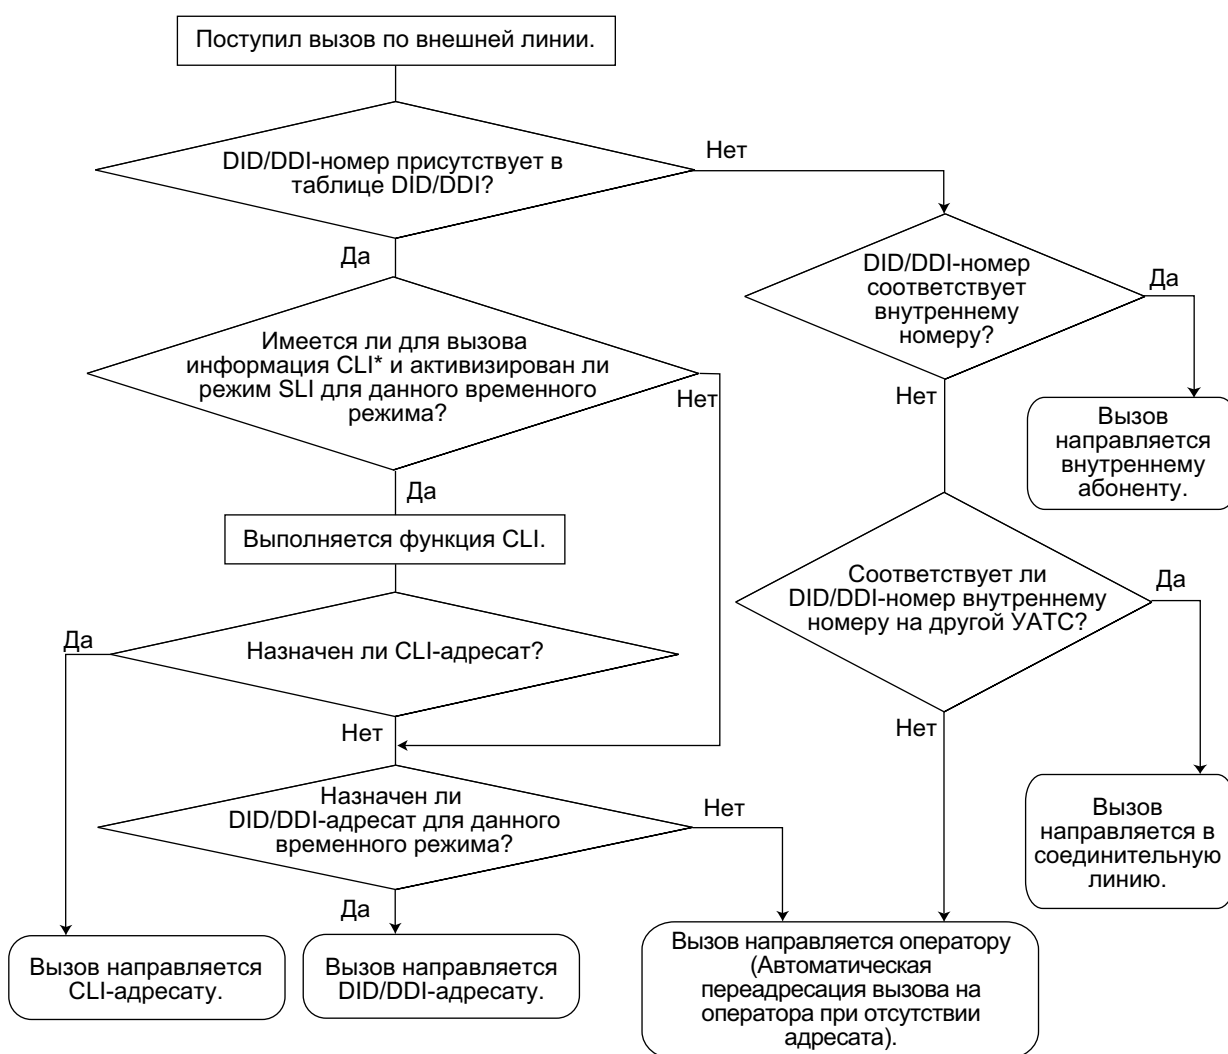 Поступил вызов по внешней линии.
DID/DDI-номер присутствует в
таблице DID/DDI?
Нет
Да
DID/DDI-номер
соответствует
внутреннему
номеру?
Да
Нет
Имеется ли для вызова
информация CLI* и активизирован ли
режим SLI для данного временного
режима?
Нет
Да
Вызов
направляется
внутреннему
абоненту.
Выполняется функция CLI.
Соответствует ли
DID/DDI-номер внутреннему
номеру на другой УАТС?
Да
Нет
Назначен ли CLI-адресат?
Да
Нет
Назначен ли
DID/DDI-адресат для данного
временного режима?
Нет
Да
Вызов
направляется в
соединительную
линию.
Вызов направляется
CLI-адресату.
Вызов направляется
DID/DDI-адресату.
Вызов направляется оператору
(Автоматическая
переадресация вызова на
оператора при отсутствии
адресата).